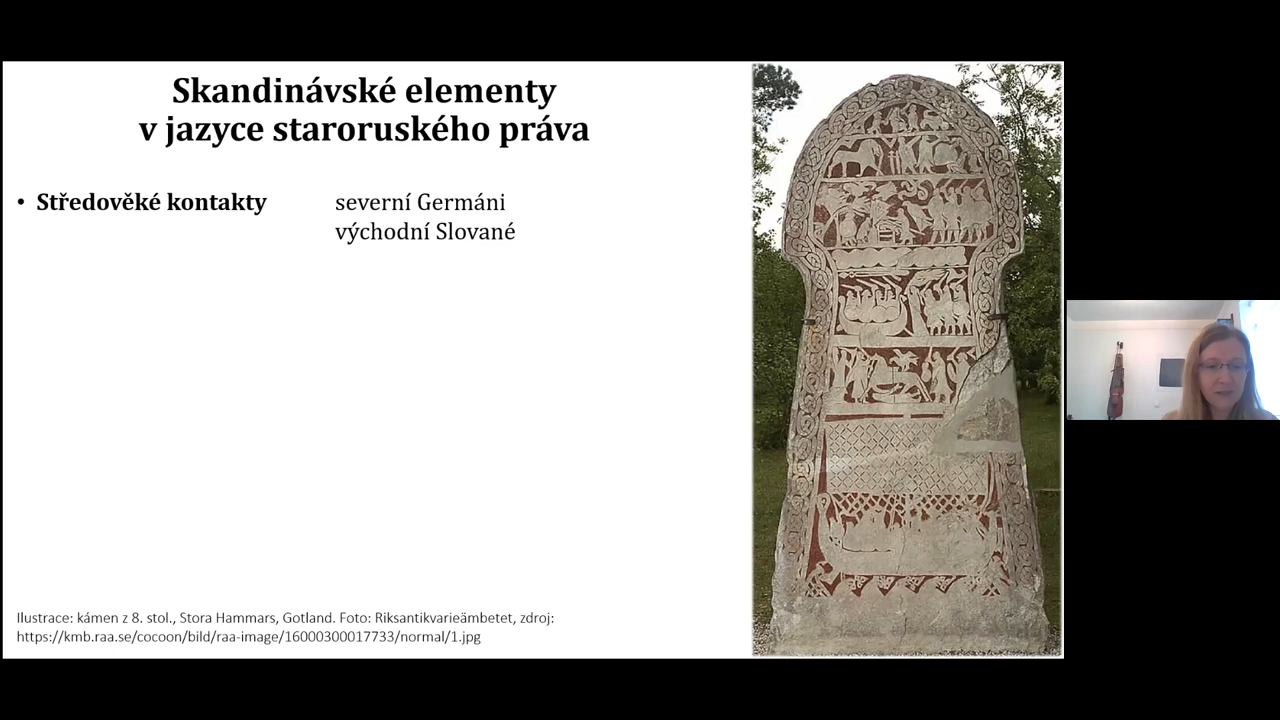 Skandinávské elementy
v jazyce staroruského práva
• Středověké kontakty severní Germáni
východní Slované
Ilustrace: kámen z 8. stol., Stora Hammars, Gotland. Foto: Riksantikvarieämbetet, zdroj:
https://kmb.raa.se/cocoon/bild/raa-image/16000300017733/normal/1.jpg